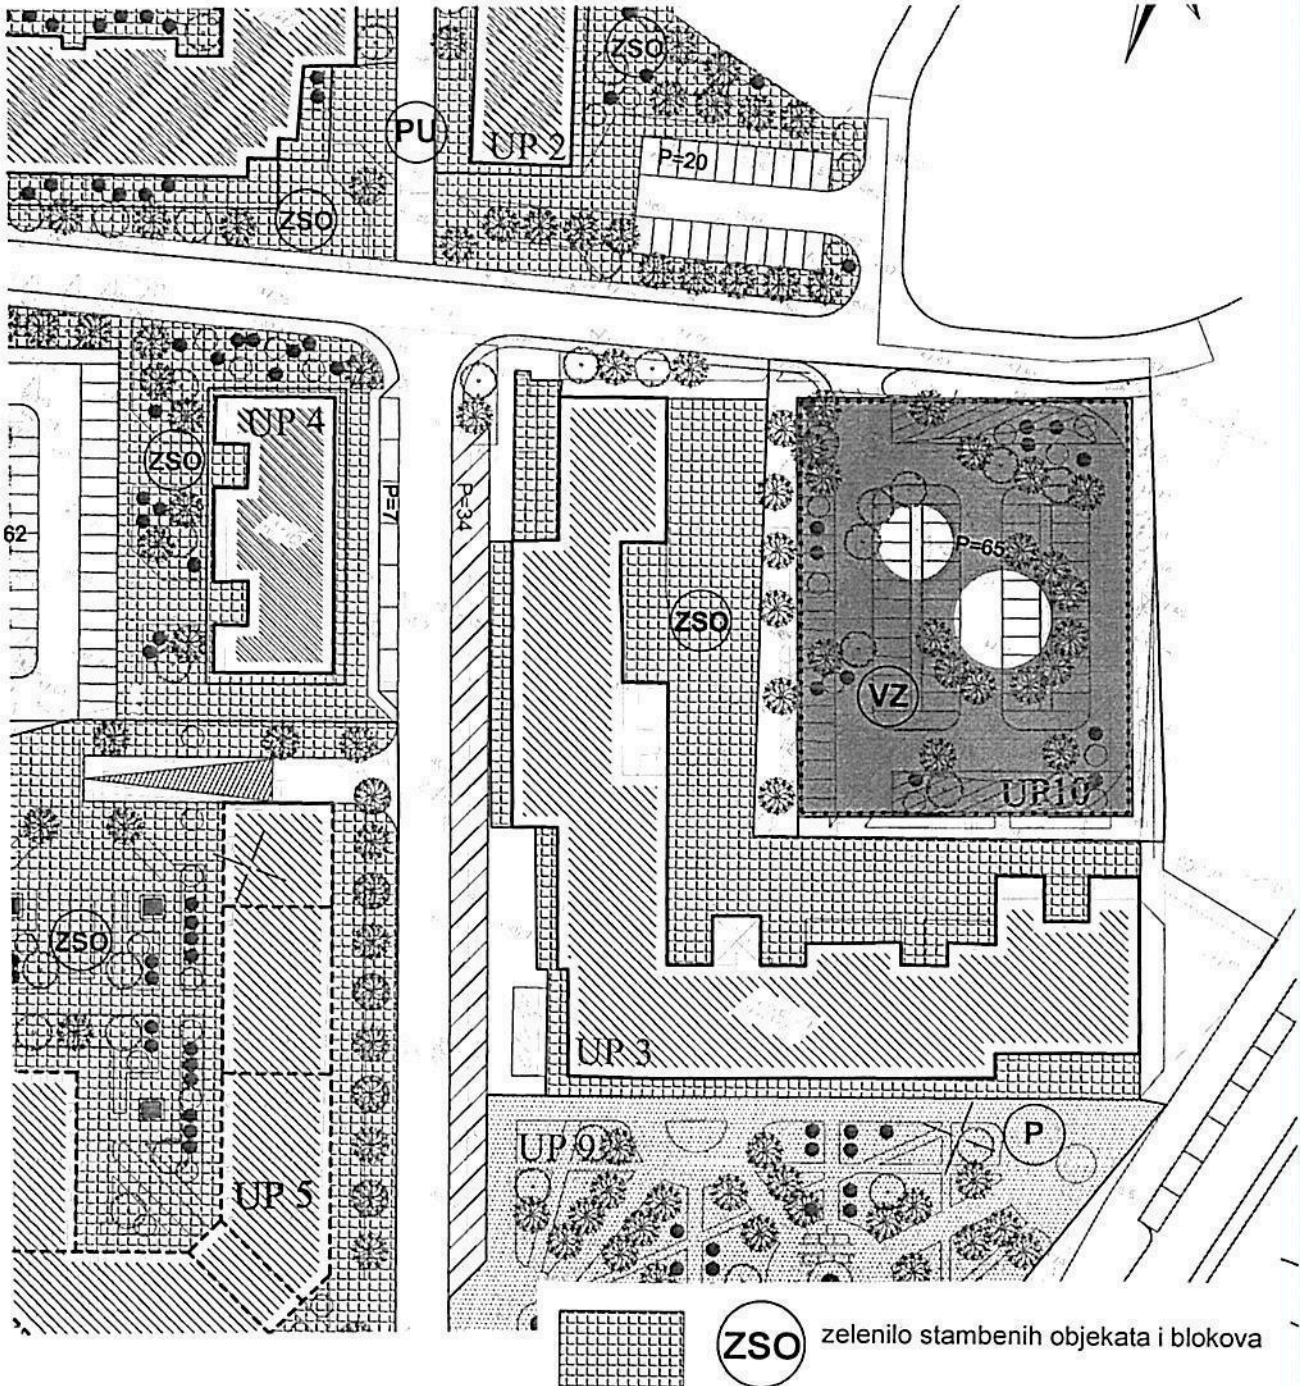 ZSO
PU
UP 2
P=20
ZSO
UP 4
ZSO
P=7
P=34
62
P=65
ZSO
VZ
UP10
ZSO
UP 3
UP 9
P
UP 5
ZSO zelenilo stambenih objekata i blokova